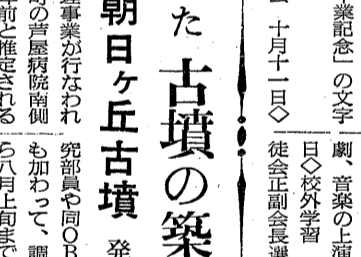 業記念」の文字
、十月十一日◇
劇、音楽の上演
日◇校外学習
徒会正副会長選
た 古墳の築
朝日ヶ丘古墳 発
理事業が行なわれ
町の芦屋病院南側
年前と推定される
究部員や同OB
も加わって、調
ら八月上旬まで